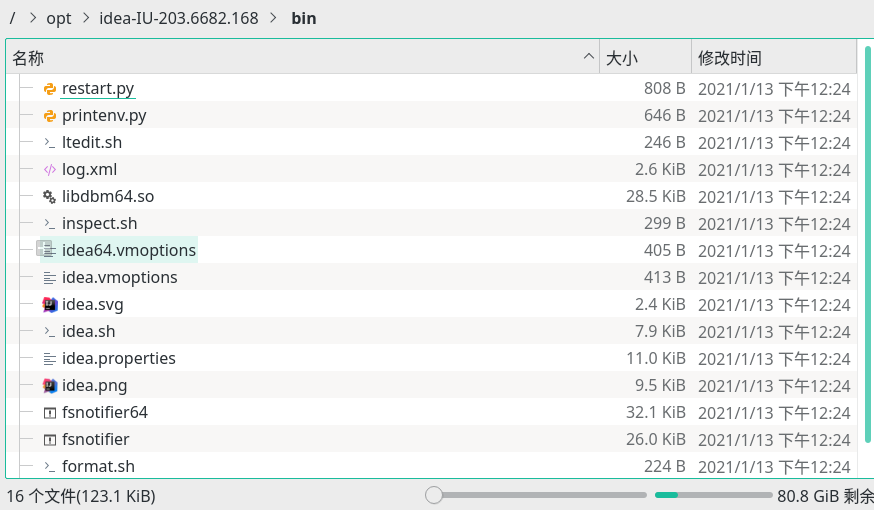 / > opt > idea-IU-203.6682.168 > bin
名称 大小 修改时间
restart.py 808 B 2021/1/13 下午12:24
printenv.py 646 B 2021/1/13 下午12:24
ltedit.sh 246 B 2021/1/13 下午12:24
log.xml 2.6 KiB 2021/1/13 下午12:24
libdbm64.so 28.5 KiB 2021/1/13 下午12:24
inspect.sh 299 B 2021/1/13 下午12:24
idea64.vmoptions 405 B 2021/1/13 下午12:24
idea.vmoptions 413 B 2021/1/13 下午12:24
idea.svg 2.4 KiB 2021/1/13 下午12:24
idea.sh 7.9 KiB 2021/1/13 下午12:24
idea.properties 11.0 KiB 2021/1/13 下午12:24
idea.png 9.5 KiB 2021/1/13 下午12:24
fsnotifier64 32.1 KiB 2021/1/13 下午12:24
fsnotifier 26.0 KiB 2021/1/13 下午12:24
format.sh 224 B 2021/1/13 下午12:24
16 个文件(123.1 KiB) 80.8 GiB 剩余